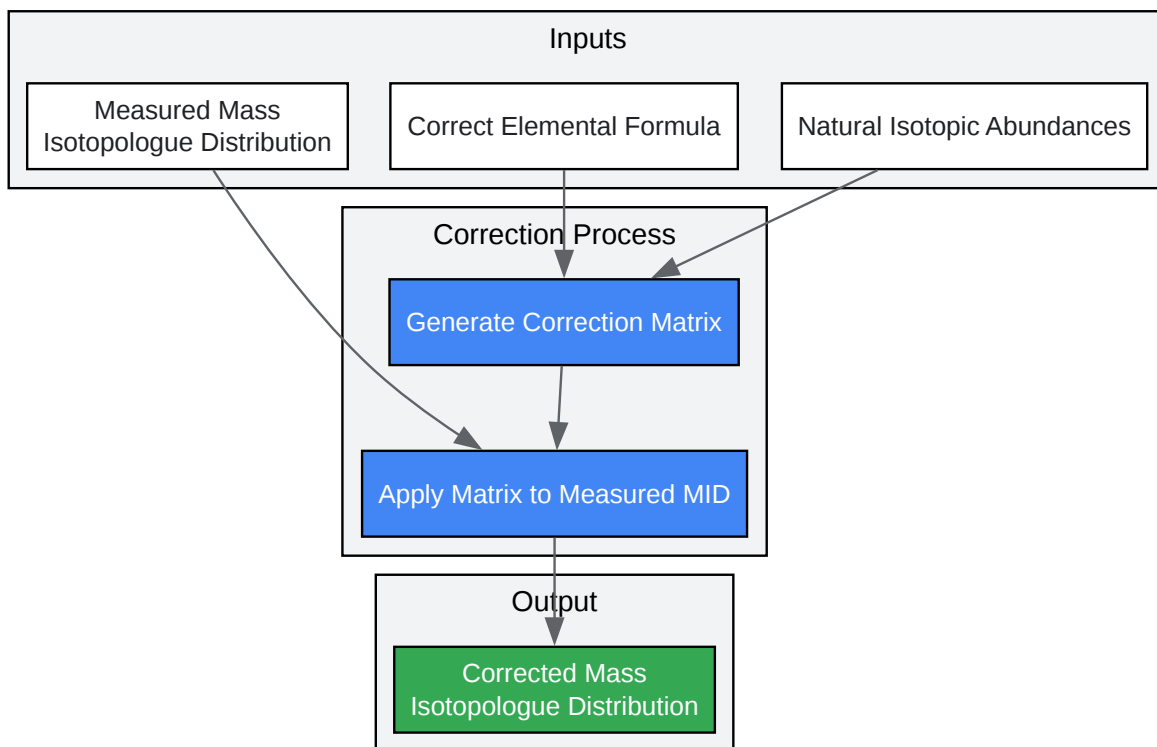 Inputs
Measured Mass
Isotopologue Distribution
Correct Elemental Formula
Natural Isotopic Abundances
Correction Process
Generate Correction Matrix
Apply Matrix to Measured MID
Output
Corrected Mass
Isotopologue Distribution